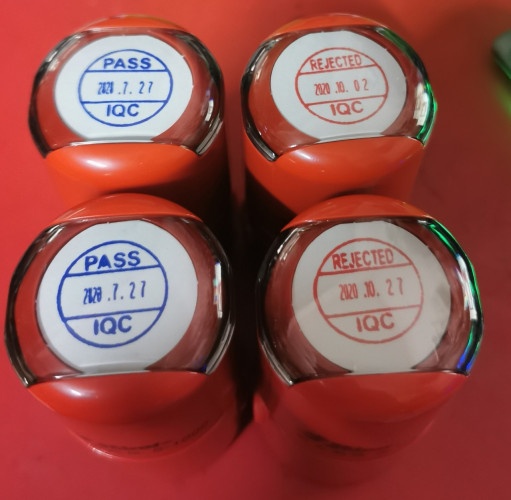 PASS
2020.7.27
IQC
REJECTED
2020.10.02
IQC
PASS
2020.7.27
IQC
REJECTED
2020.10.27
IQC